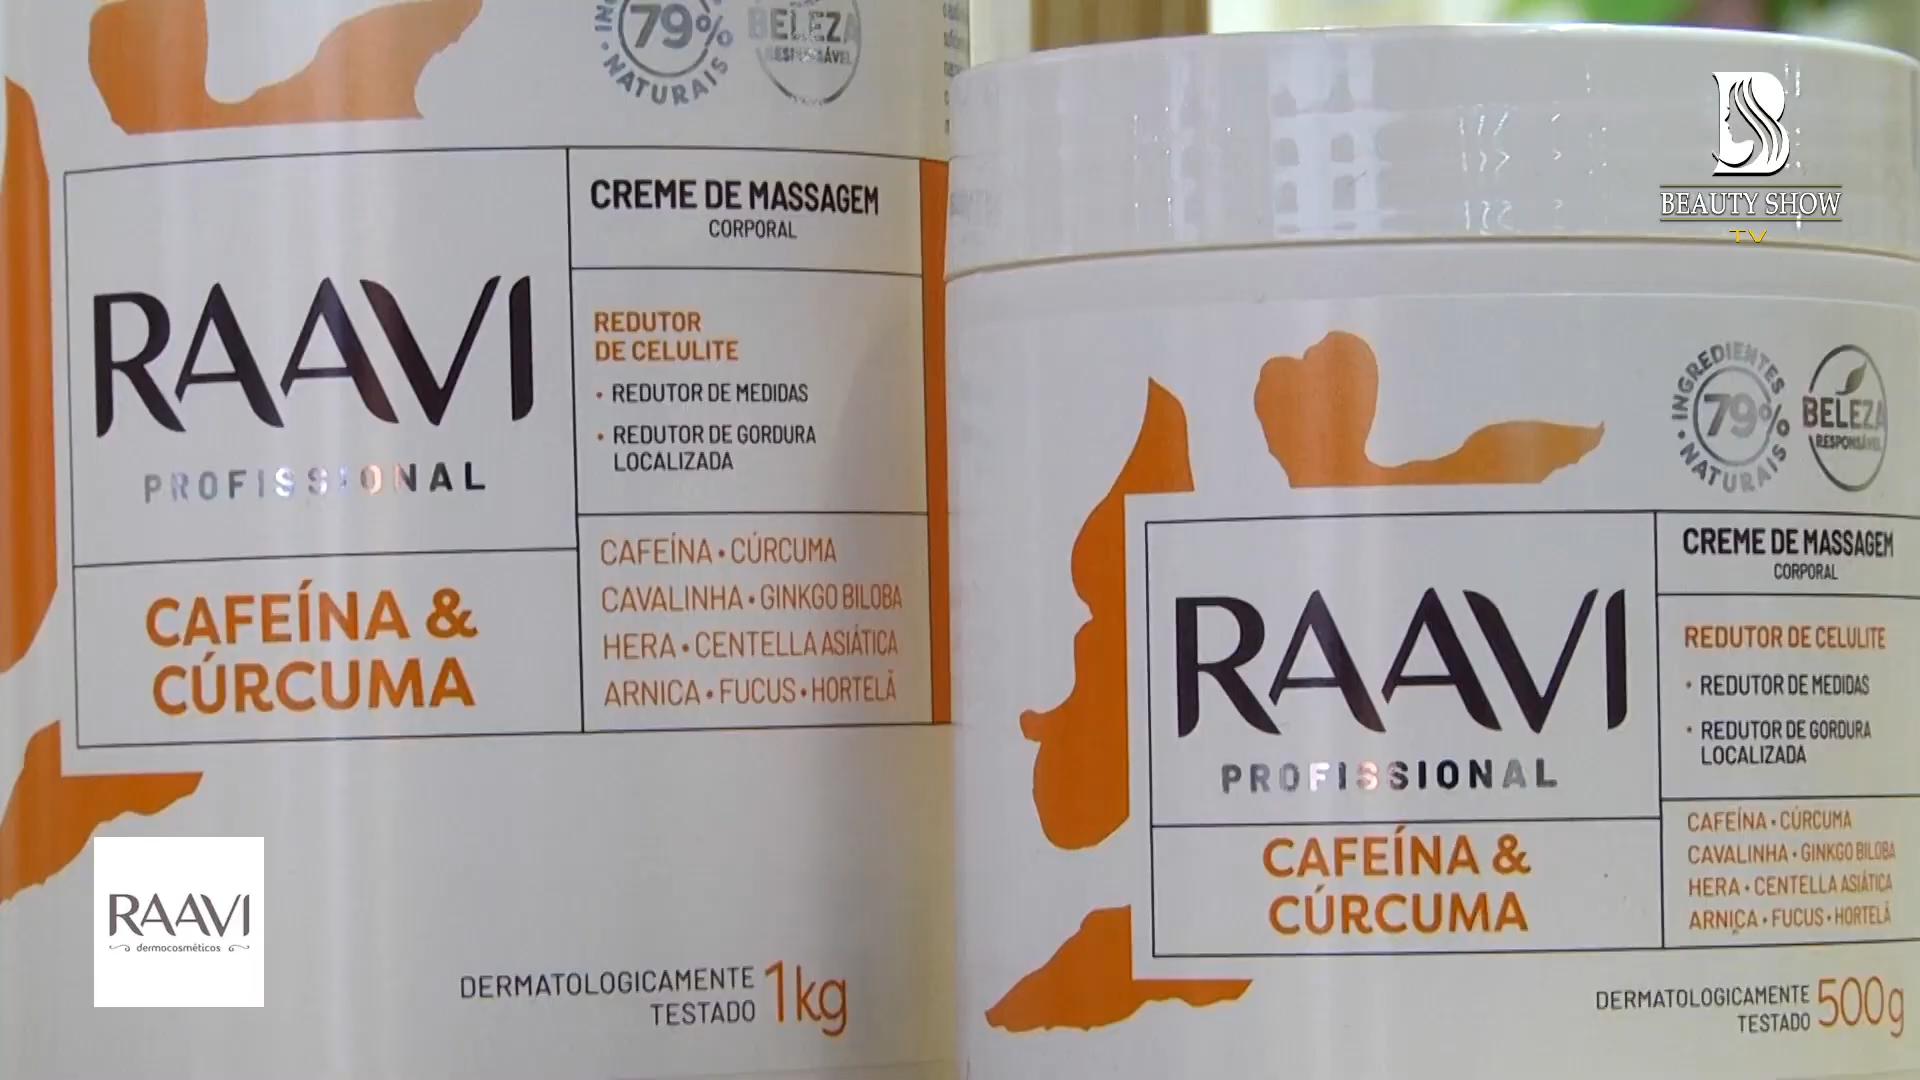 INGREDIENTES
79%
NATURAIS
BELEZA
RESPONSÁVEL
CREME DE MASSAGEM
CORPORAL
RAAVI
PROFISSIONAL
REDUTOR
DE CELULITE
• REDUTOR DE MEDIDAS
• REDUTOR DE GORDURA
LOCALIZADA
CAFEÍNA &
CÚRCUMA
CAFEÍNA • CÚRCUMA
CAVALINHA • GINKGO BILOBA
HERA • CENTELLA ASIÁTICA
ARNICA • FUCUS • HORTELÃ
DERMATOLOGICAMENTE
TESTADO
1kg
RAAVI
dermocosméticos
BEAUTY SHOW
TV
79%
NATURAIS
BELEZA
RESPONSÁVEL
CREME DE MASSAGEM
CORPORAL
RAAVI
PROFISSIONAL
REDUTOR DE CELULITE
• REDUTOR DE MEDIDAS
• REDUTOR DE GORDURA
LOCALIZADA
CAFEÍNA &
CÚRCUMA
CAFEÍNA • CÚRCUMA
CAVALINHA • GINKGO BILOBA
HERA • CENTELLA ASIÁTICA
ARNICA • FUCUS • HORTELÃ
DERMATOLOGICAMENTE
TESTADO
500g